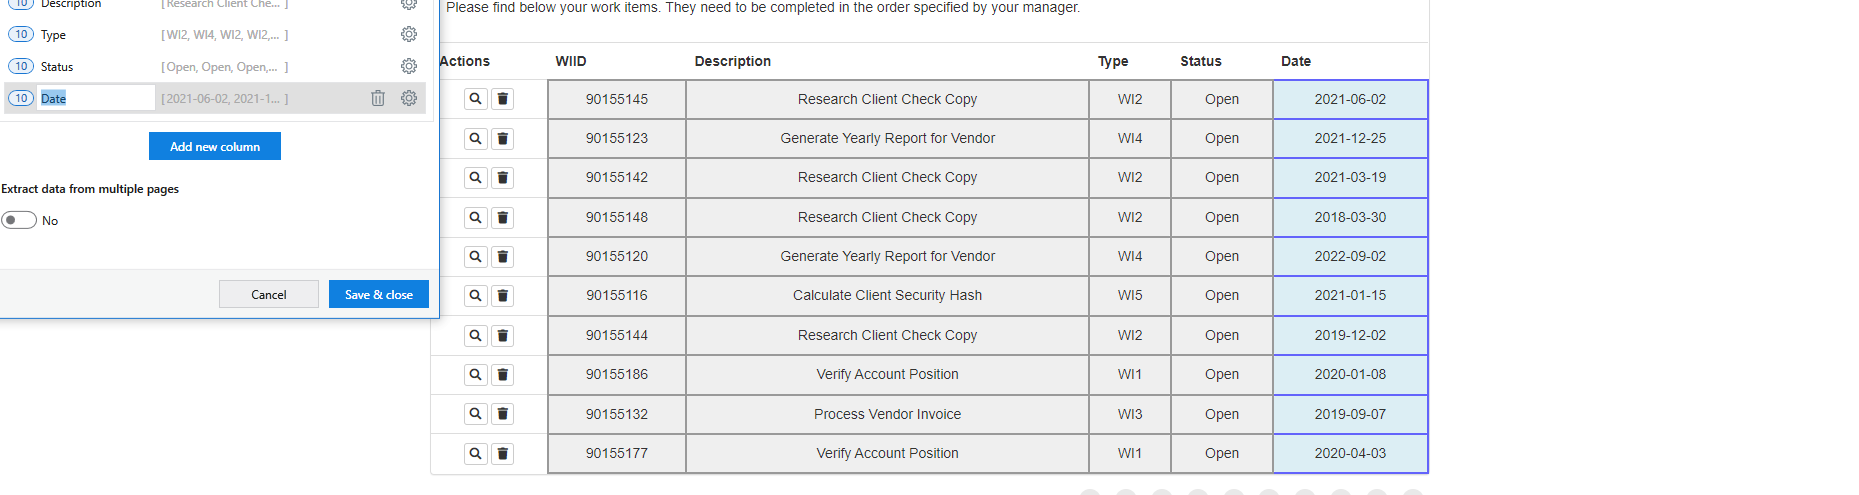 10 Description [Research Client Che... ]
10 Type [WI2, WI4, WI2, WI2,... ]
10 Status [Open, Open, Open,... ]
10 Date [2021-06-02, 2021-1... ]
Add new column
Extract data from multiple pages
No
Cancel Save & close
Please find below your work items. They need to be completed in the order specified by your manager.
Actions WIID Description Type Status Date
90155145 Research Client Check Copy WI2 Open 2021-06-02
90155123 Generate Yearly Report for Vendor WI4 Open 2021-12-25
90155142 Research Client Check Copy WI2 Open 2021-03-19
90155148 Research Client Check Copy WI2 Open 2018-03-30
90155120 Generate Yearly Report for Vendor WI4 Open 2022-09-02
90155116 Calculate Client Security Hash WI5 Open 2021-01-15
90155144 Research Client Check Copy WI2 Open 2019-12-02
90155186 Verify Account Position WI1 Open 2020-01-08
90155132 Process Vendor Invoice WI3 Open 2019-09-07
90155177 Verify Account Position WI1 Open 2020-04-03